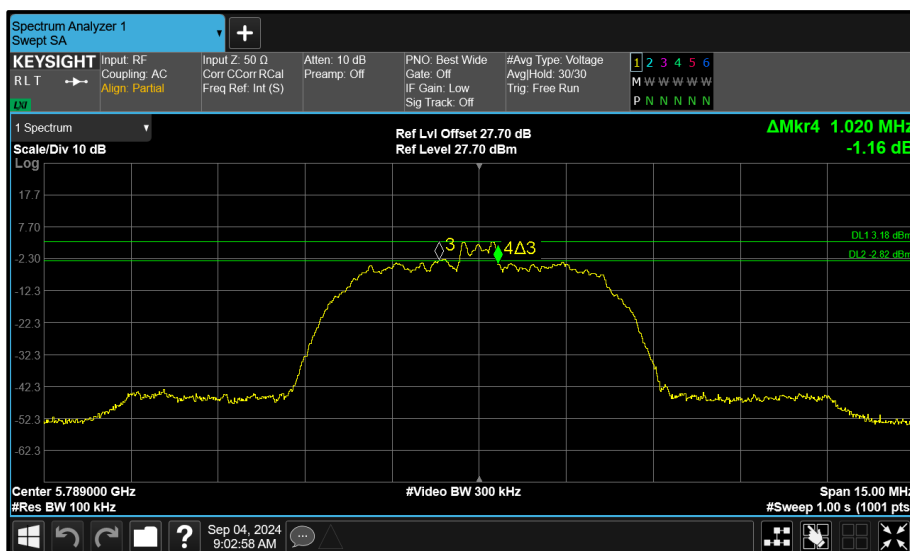 Spectrum Analyzer 1
Swept SA
KEYSIGHT
RLT
LXI
Input: RF
Coupling: AC
Align: Partial
Input Z: 50 Ω
Corr CCorr RCal
Freq Ref: Int (S)
Atten: 10 dB
Preamp: Off
PNO: Best Wide
Gate: Off
IF Gain: Low
Sig Track: Off
#Avg Type: Voltage
Avg|Hold: 30/30
Trig: Free Run
1 2 3 4 5 6
M W W W W W
P N N N N N
1 Spectrum
Scale/Div 10 dB
Ref Lvl Offset 27.70 dB
Ref Level 27.70 dBm
ΔMkr4 1.020 MHz
-1.16 dB
Log
17.7
7.70
-2.30
-12.3
-22.3
-32.3
-42.3
-52.3
-62.3
3
4Δ3
DL1 3.18 dBm
DL2 -2.82 dBm
Center 5.789000 GHz
#Res BW 100 kHz
#Video BW 300 kHz
Span 15.00 MHz
#Sweep 1.00 s (1001 pts
?
Sep 04, 2024
9:02:58 AM